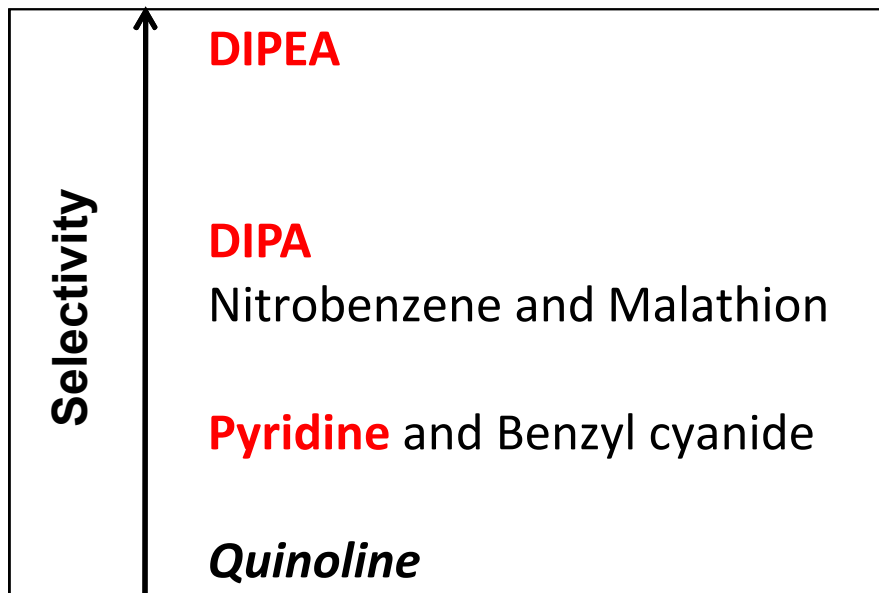 Selectivity
DIPEA
DIPA
Nitrobenzene and Malathion
Pyridine and Benzyl cyanide
Quinoline